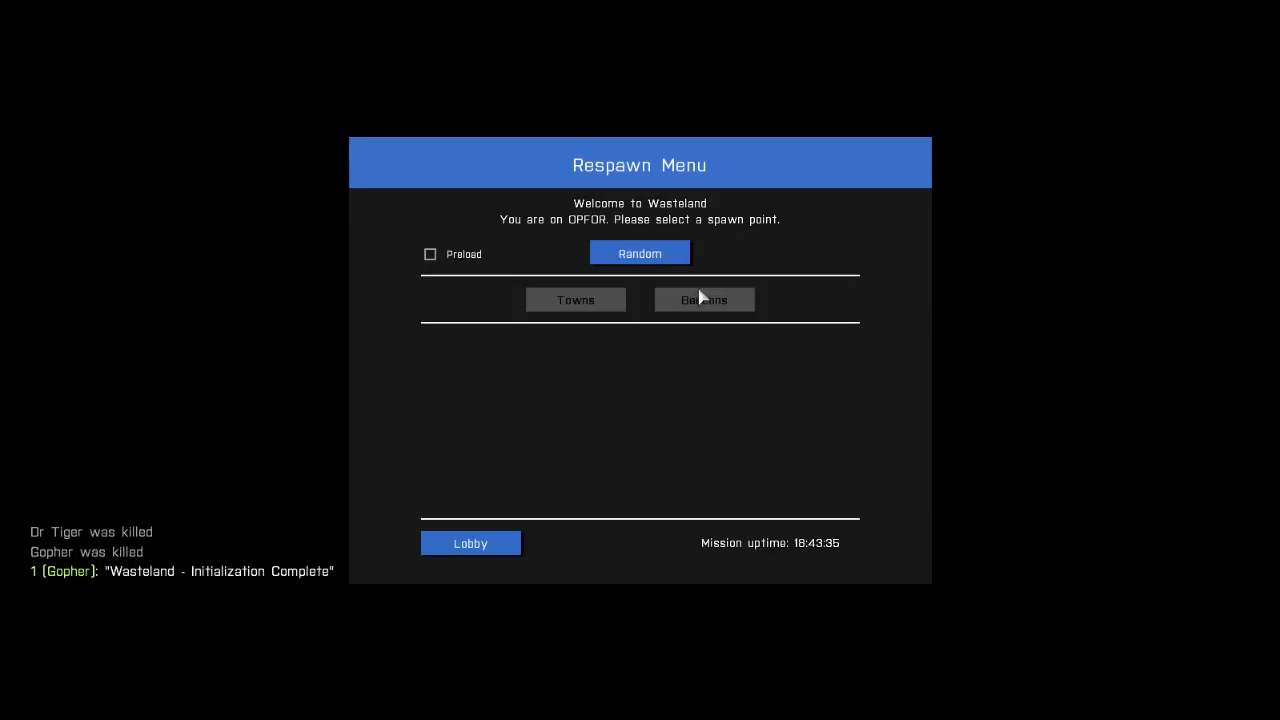 Respawn Menu
Welcome to Wasteland
You are on OPFOR. Please select a spawn point.
Preload
Random
Towns
Beacons
Dr Tiger was killed
Gopher was killed
1 (Gopher): "Wasteland - Initialization Complete"
Lobby
Mission uptime: 18:43:35